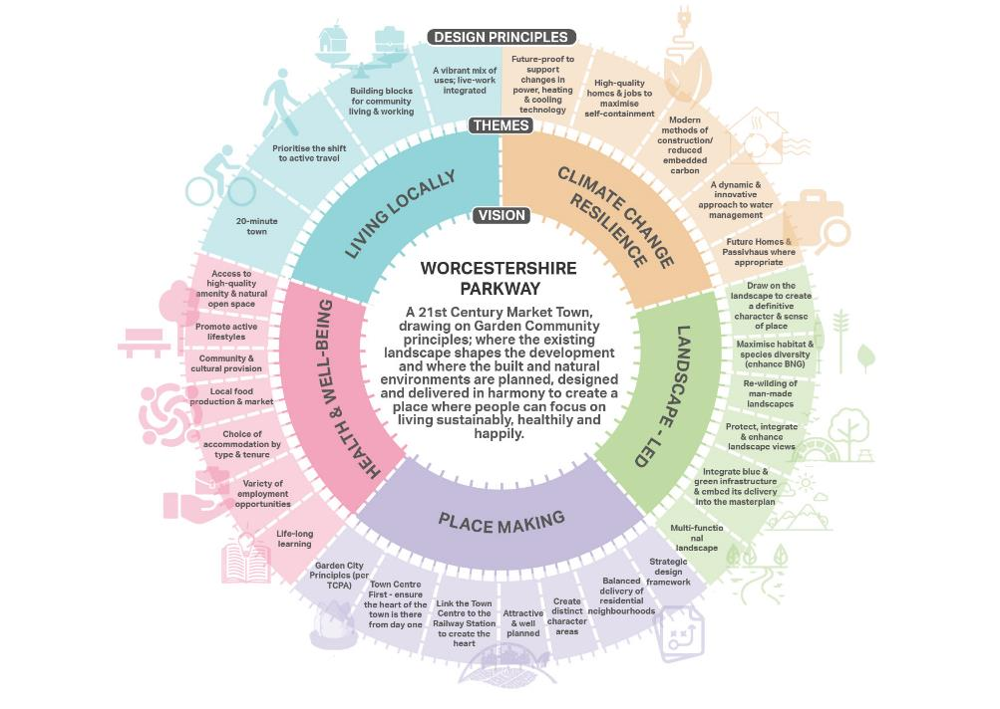 DESIGN PRINCIPLES
THEMES
VISION
WORCESTERSHIRE
PARKWAY
A 21st Century Market Town,
drawing on Garden Community
principles; where the existing
landscape shapes the development
and where the built and natural
environments are planned, designed
and delivered in harmony to create a
place where people can focus on
living sustainably, healthily and
happily.
LIVING LOCALLY
20-minute
town
Prioritise the shift
to active travel
Building blocks
for community
living & working
A vibrant mix of
uses; live-work
integrated
CLIMATE CHANGE
RESILIENCE
Future-proof to
support
changes in
power, heating
& cooling
technology
High-quality
homes & jobs to
maximise
self-containment
Modern
methods of
construction/
reduced
embedded
carbon
A dynamic &
innovative
approach to water
management
Future Homes &
Passivhaus where
appropriate
LANDSCAPE - LED
Draw on the
landscape to create
a definitive
character & sense
of place
Maximise habitat &
species diversity
(enhance BNG)
Re-wilding of
man-made
landscapes
Protect, integrate
& enhance
landscape views
Integrate blue &
green infrastructure
& embed its delivery
into the masterplan
Multi-functio
nal
landscape
PLACE MAKING
Strategic
design
framework
Balanced
delivery of
residential
neighbourhoods
Create
distinct
character
areas
Attractive
& well
planned
Link the Town
Centre to the
Railway Station
to create the
heart
Town Centre
First - ensure
the heart of the
town is there
from day one
Garden City
Principles (per
TCPA)
HEALTH & WELL-BEING
Life-long
learning
Variety of
employment
opportunities
Choice of
accommodation by
type & tenure
Local food
production & market
Community &
cultural provision
Promote active
lifestyles
Access to
high-quality
amenity & natural
open space